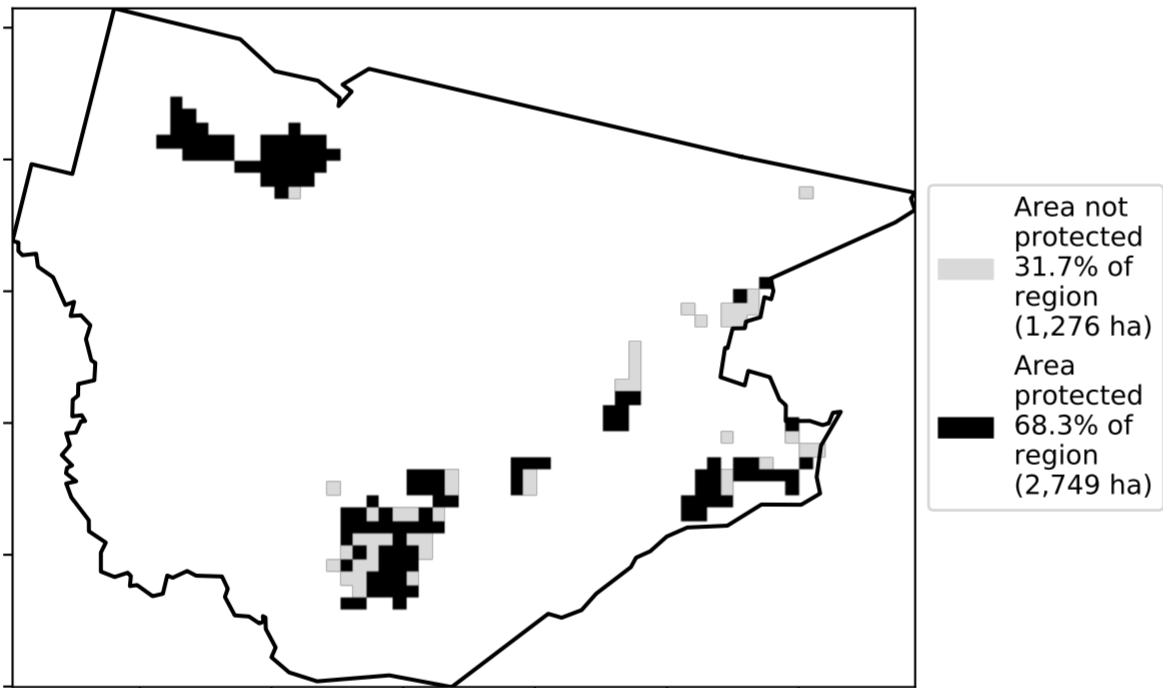 Area not
protected
31.7% of
region
(1,276 ha)
Area
protected
68.3% of
region
(2,749 ha)